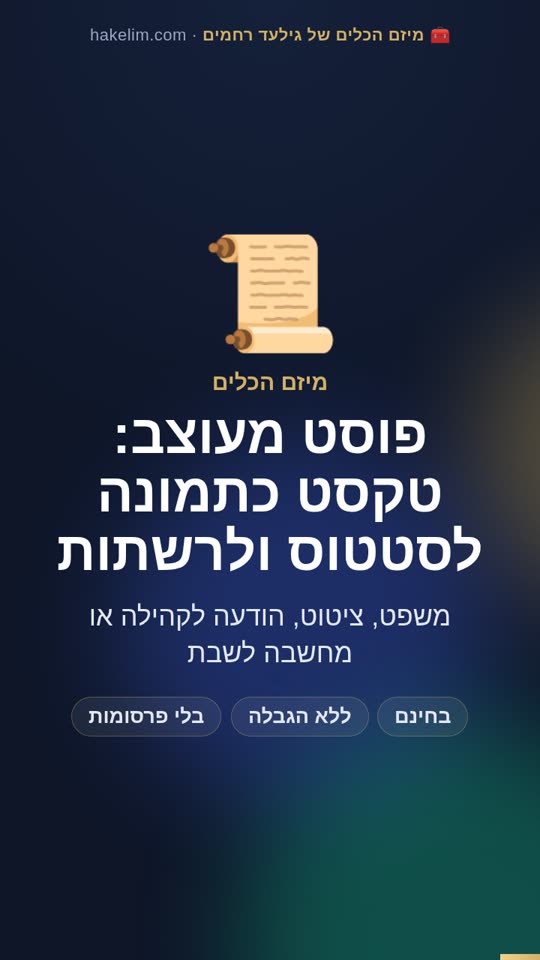 🧰 מיזם הכלים של גילעד רחמים · hakelim.com
מיזם הכלים
פוסט מעוצב:
טקסט כתמונה
לסטטוס ולרשתות
משפט, ציטוט, הודעה לקהילה או
מחשבה לשבת
בחינם
ללא הגבלה
בלי פרסומות